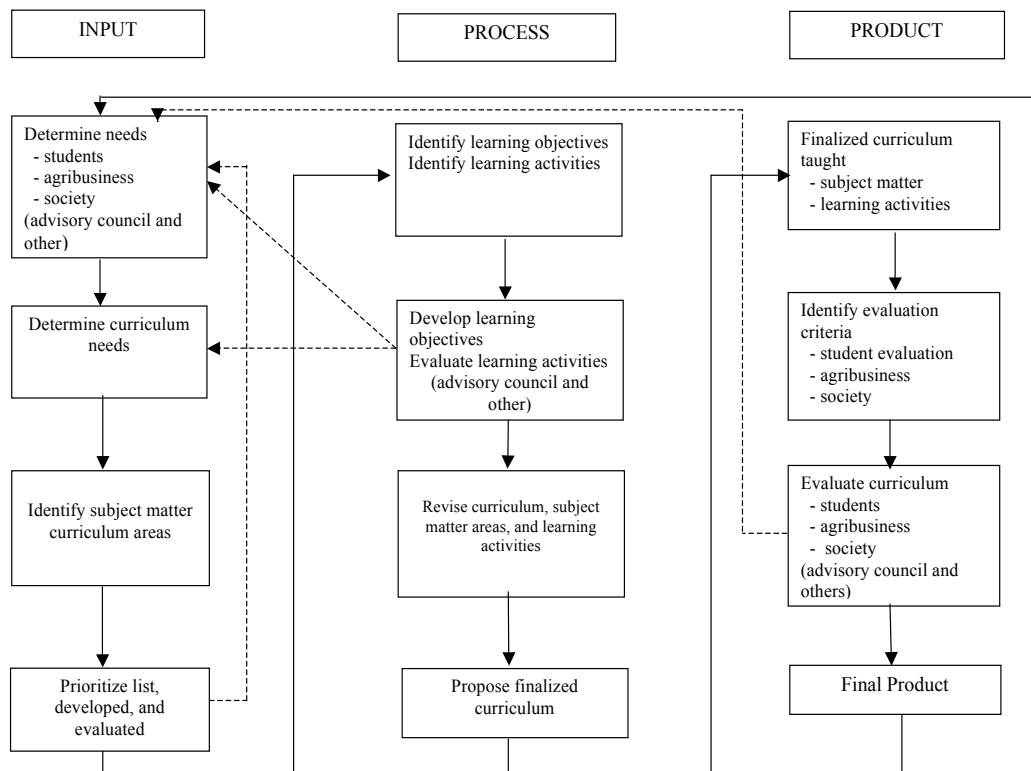 INPUT
PROCESS
PRODUCT
Determine needs
- students
- agribusiness
- society
(advisory council and
other)
Determine curriculum
needs
Identify subject matter
curriculum areas
Prioritize list,
developed, and
evaluated
Identify learning objectives
Identify learning activities
Develop learning
objectives
Evaluate learning activities
(advisory council and
other)
Revise curriculum, subject
matter areas, and learning
activities
Propose finalized
curriculum
Finalized curriculum
taught
- subject matter
- learning activities
Identify evaluation
criteria
- student evaluation
- agribusiness
- society
Evaluate curriculum
- students
- agribusiness
- society
(advisory council and
others)
Final Product